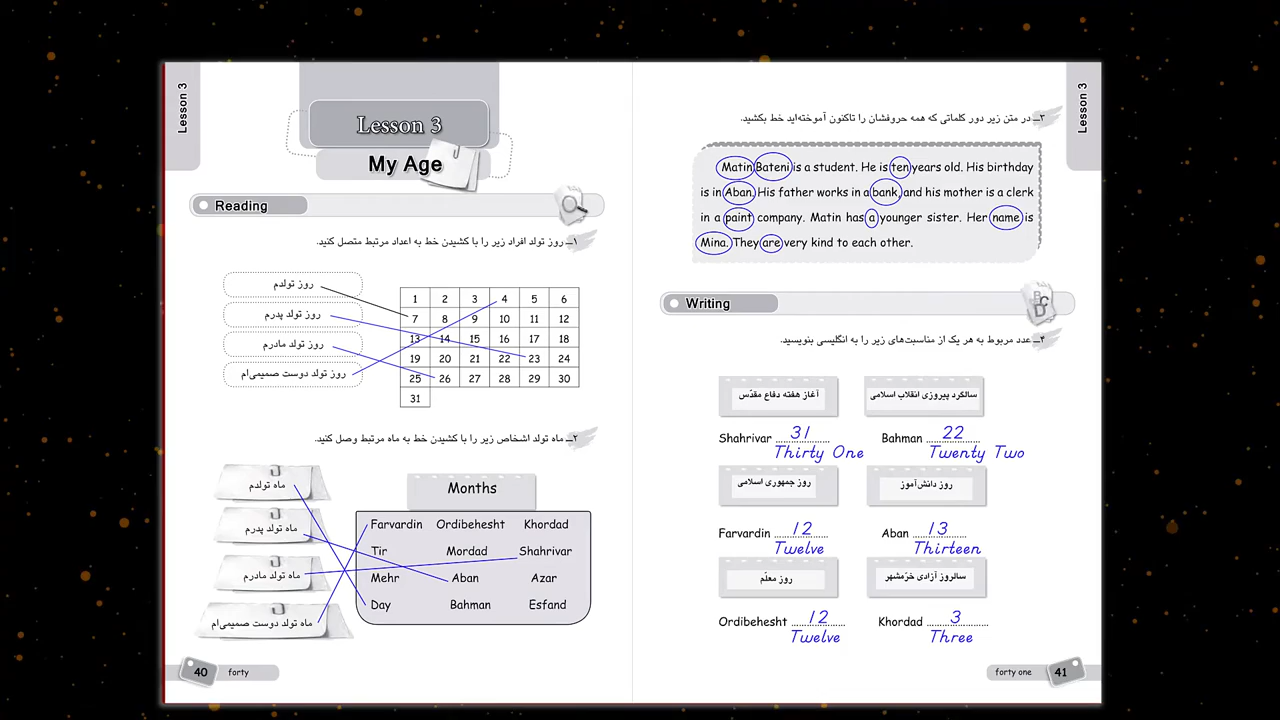 Lesson 3
Lesson 3
My Age
Reading
۱ـ روز تولد افراد زیر را با کشیدن خط به اعداد مرتبط متصل کنید.
روز تولدم
روز تولد پدرم
روز تولد مادرم
روز تولد دوست صمیمی‌ام
1 2 3 4 5 6
7 8 9 10 11 12
13 14 15 16 17 18
19 20 21 22 23 24
25 26 27 28 29 30
31
۲ـ ماه تولد اشخاص زیر را با کشیدن خط به ماه مرتبط وصل کنید.
ماه تولدم
ماه تولد پدرم
ماه تولد مادرم
ماه تولد دوست صمیمی‌ام
Months
Farvardin Ordibehesht Khordad
Tir Mordad Shahrivar
Mehr Aban Azar
Day Bahman Esfand
40 forty
Lesson 3
۳ـ در متن زیر دور کلماتی که همه حروفشان را تاکنون آموخته‌اید خط بکشید.
Matin Bateni is a student. He is ten years old. His birthday
is in Aban. His father works in a bank, and his mother is a clerk
in a paint company. Matin has a younger sister. Her name is
Mina. They are very kind to each other.
Writing
۴ـ عدد مربوط به هر یک از مناسبت‌های زیر را به انگلیسی بنویسید.
آغاز هفته دفاع مقدّس
سالگرد پیروزی انقلاب اسلامی
Shahrivar 31 Bahman 22
Thirty One Twenty Two
روز جمهوری اسلامی
روز دانش‌آموز
Farvardin 12 Aban 13
Twelve Thirteen
روز معلّم
سالروز آزادی خرّمشهر
Ordibehesht 12 Khordad 3
Twelve Three
forty one 41